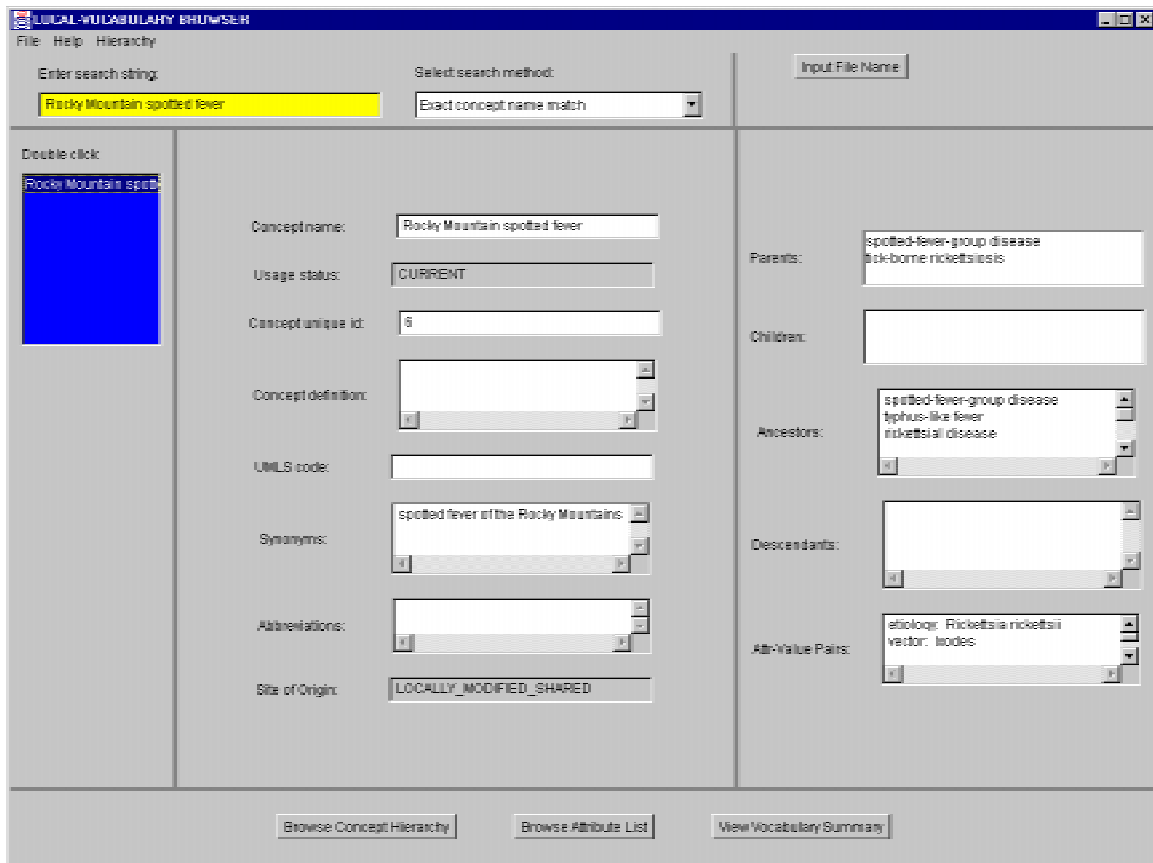 LOCAL-VOCABULARY BROWSER
File Help Hierarchy
Enter search string:
Select search method:
Input File Name
Rocky Mountain spotted fever
Exact concept name match
Double click:
Rocky Mountain spott
Concept name:
Rocky Mountain spotted fever
Usage status:
CURRENT
Concept unique id:
6
Concept definition:
UMLS code:
Synonyms:
spotted fever of the Rocky Mountains
Abbreviations:
Site of Origin:
LOCALLY_MODIFIED_SHARED
Parents:
spotted-fever-group disease
tick-borne rickettsiosis
Children:
Ancestors:
spotted-fever-group disease
typhus-like fever
rickettsial disease
Descendants:
Attr-Value Pairs:
etiology: Rickettsia rickettsii
vector: Ixodes
Browse Concept Hierarchy
Browse Attribute List
View Vocabulary Summary